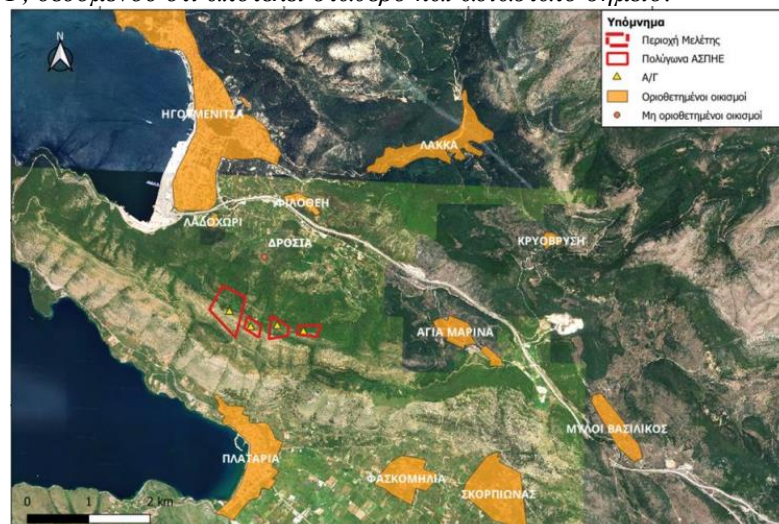 Υπόμνημα
Περιοχή Μελέτης
Πολύγωνα ΑΣΠΗΕ
Α/Γ
Οριοθετημένοι οικισμοί
Μη οριοθετημένοι οικισμοί
N
ΗΓΟΥΜΕΝΙΤΣΑ
ΛΑΚΚΑ
ΦΙΛΟΘΕΗ
ΛΑΔΟΧΩΡΙ
ΔΡΟΣΙΑ
ΚΡΥΟΒΡΥΣΗ
ΑΓΙΑ ΜΑΡΙΝΑ
ΜΥΛΟΙ ΒΑΣΙΛΙΚΟΣ
ΠΛΑΤΑΡΙΑ
ΦΑΣΚΟΜΗΛΙΑ
ΣΚΟΡΠΙΩΝΑΣ
0 1 2 km